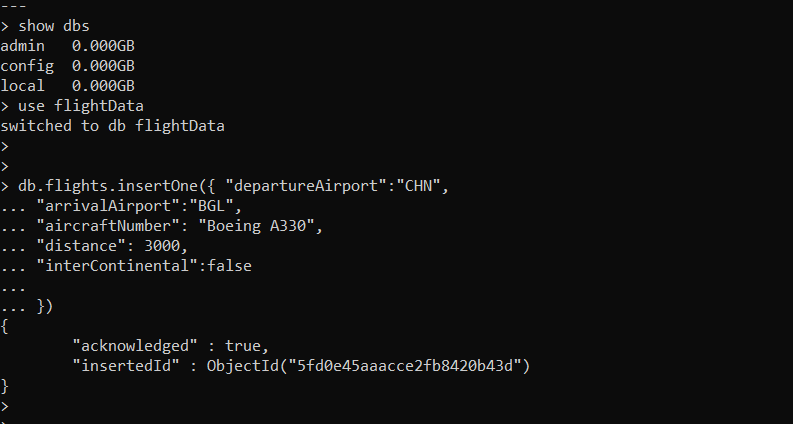 ---
> show dbs
admin   0.000GB
config  0.000GB
local   0.000GB
> use flightData
switched to db flightData
>
>
> db.flights.insertOne({ "departureAirport":"CHN",
... "arrivalAirport":"BGL",
... "aircraftNumber": "Boeing A330",
... "distance": 3000,
... "interContinental":false
...
... })
{
        "acknowledged" : true,
        "insertedId" : ObjectId("5fd0e45aaacce2fb8420b43d")
}
>